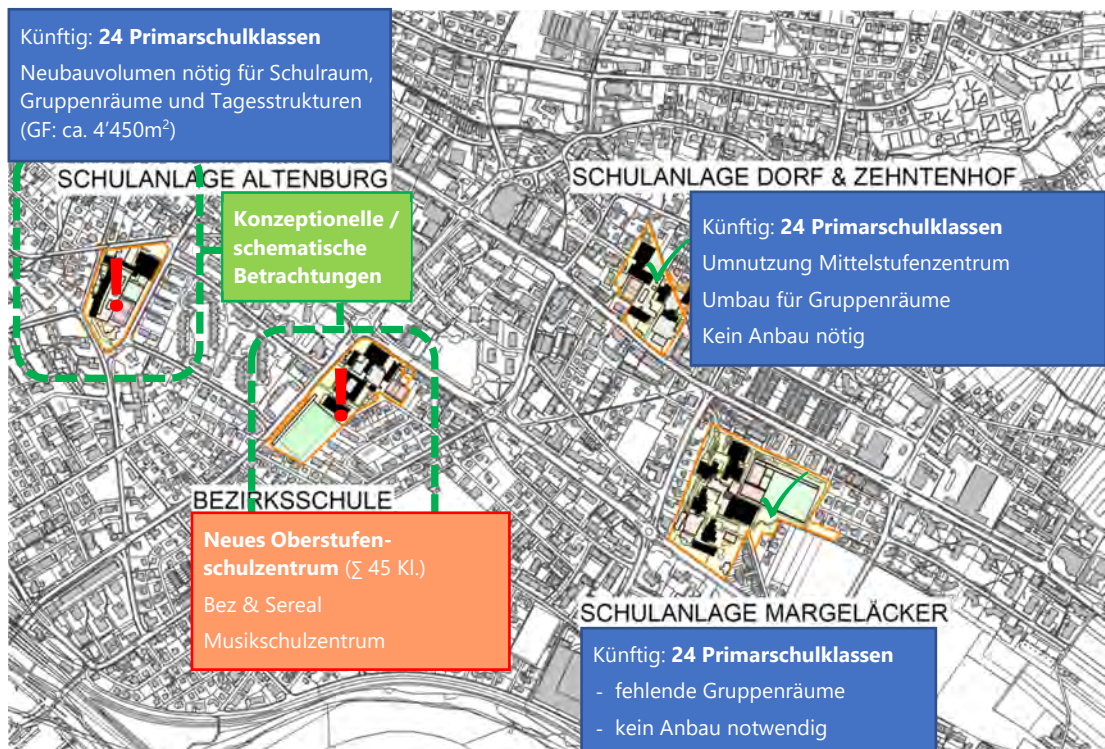 Künftig: 24 Primarschulklassen
Neubauvolumen nötig für Schulraum,
Gruppenräume und Tagesstrukturen
(GF: ca. 4'450m²)
SCHULANLAGE ALTENBURG
!
Konzeptionelle /
schematische
Betrachtungen
SCHULANLAGE DORF & ZEHNTENHOF
Künftig: 24 Primarschulklassen
Umnutzung Mittelstufenzentrum
Umbau für Gruppenräume
Kein Anbau nötig
!
BEZIRKSSCHULE
Neues Oberstufen-
schulzentrum (∑ 45 Kl.)
Bez & Sereal
Musikschulzentrum
SCHULANLAGE MARGELÄCKER
Künftig: 24 Primarschulklassen
- fehlende Gruppenräume
- kein Anbau notwendig